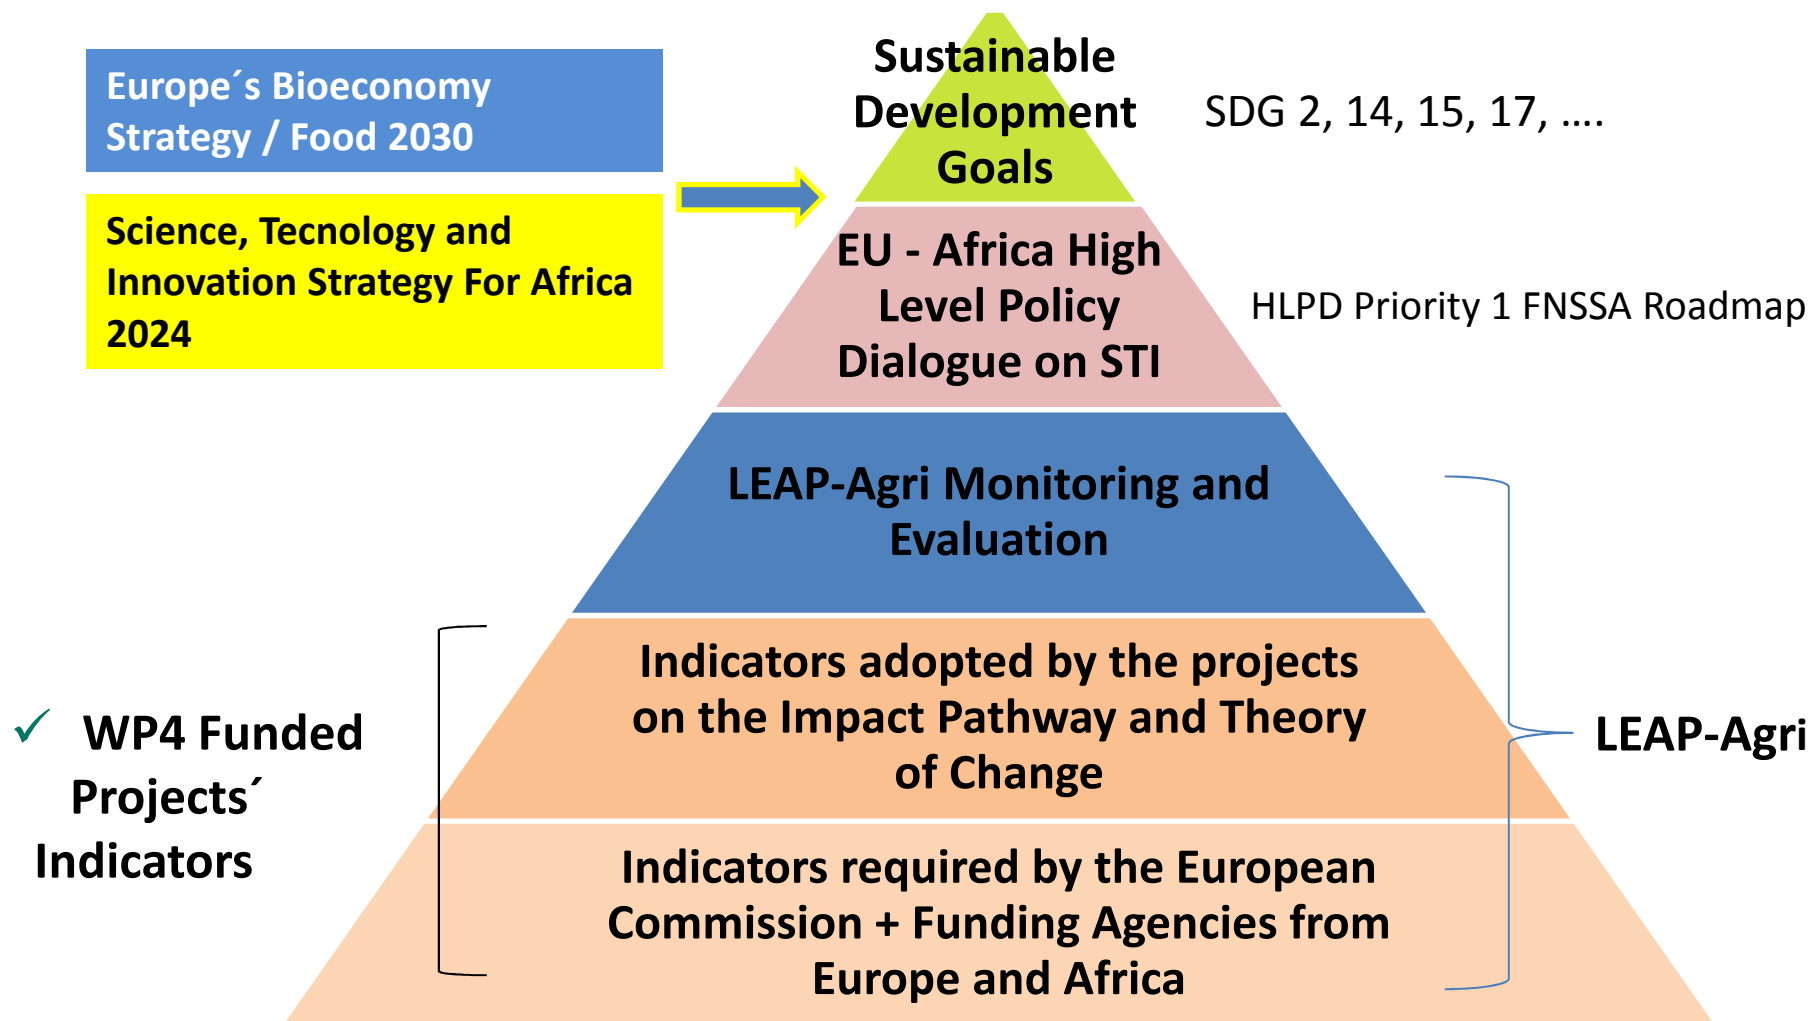 Europe´s Bioeconomy
Strategy / Food 2030
Science, Tecnology and
Innovation Strategy For Africa
2024
Sustainable
Development
Goals
SDG 2, 14, 15, 17, ....
EU - Africa High
Level Policy
Dialogue on STI
HLPD Priority 1 FNSSA Roadmap
LEAP-Agri Monitoring and
Evaluation
Indicators adopted by the projects
on the Impact Pathway and Theory
of Change
✓ WP4 Funded
Projects´
Indicators
LEAP-Agri
Indicators required by the European
Commission + Funding Agencies from
Europe and Africa